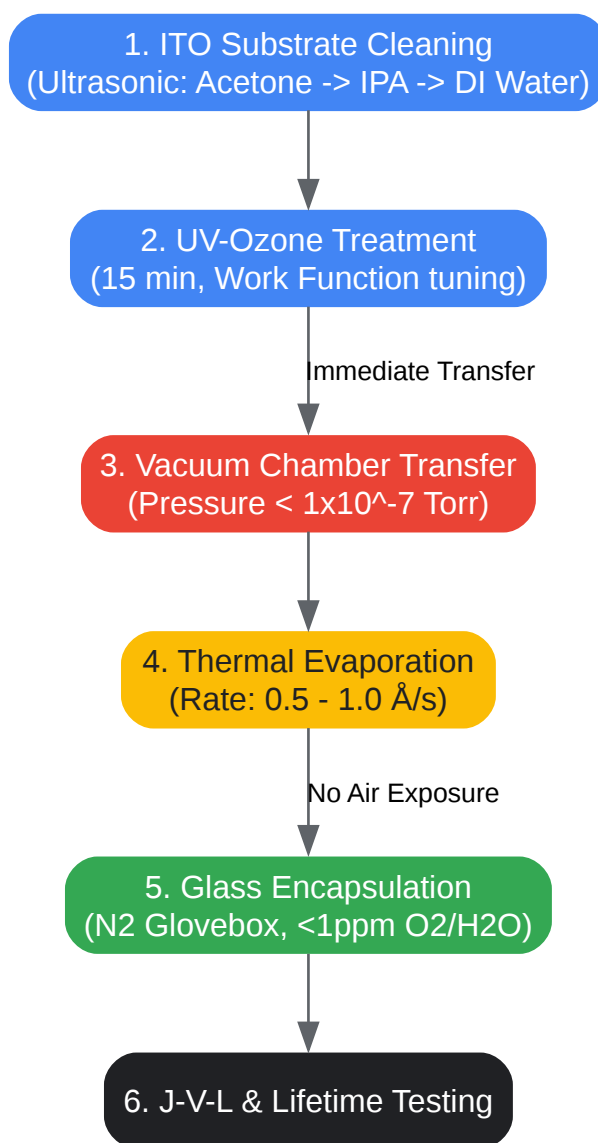 1. ITO Substrate Cleaning
(Ultrasonic: Acetone -> IPA -> DI Water)
2. UV-Ozone Treatment
(15 min, Work Function tuning)
Immediate Transfer
3. Vacuum Chamber Transfer
(Pressure < 1x10^-7 Torr)
4. Thermal Evaporation
(Rate: 0.5 - 1.0 Å/s)
No Air Exposure
5. Glass Encapsulation
(N2 Glovebox, <1ppm O2/H2O)
6. J-V-L & Lifetime Testing